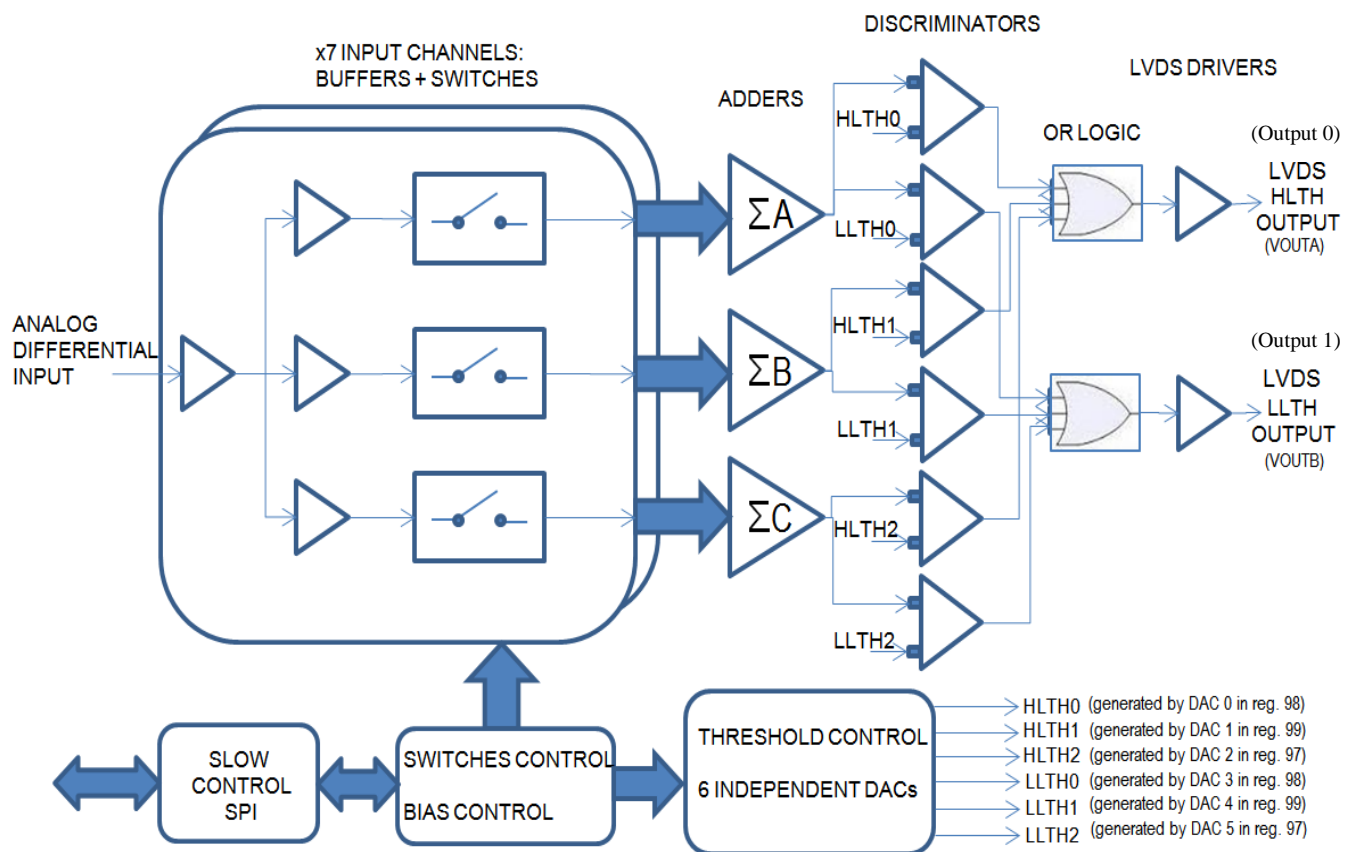 DISCRIMINATORS
x7 INPUT CHANNELS:
BUFFERS + SWITCHES
LVDS DRIVERS
ADDERS
HLTH0
OR LOGIC
(Output 0)
LVDS
HLTH
OUTPUT
(VOUTA)
ΣA
LLTH0
ANALOG
DIFFERENTIAL
INPUT
HLTH1
ΣB
(Output 1)
LVDS
LLTH
OUTPUT
(VOUTB)
LLTH1
ΣC
HLTH2
LLTH2
SLOW
CONTROL
SPI
SWITCHES CONTROL
BIAS CONTROL
THRESHOLD CONTROL
6 INDEPENDENT DACs
HLTH0 (generated by DAC 0 in reg. 98)
HLTH1 (generated by DAC 1 in reg. 99)
HLTH2 (generated by DAC 2 in reg. 97)
LLTH0 (generated by DAC 3 in reg. 98)
LLTH1 (generated by DAC 4 in reg. 99)
LLTH2 (generated by DAC 5 in reg. 97)